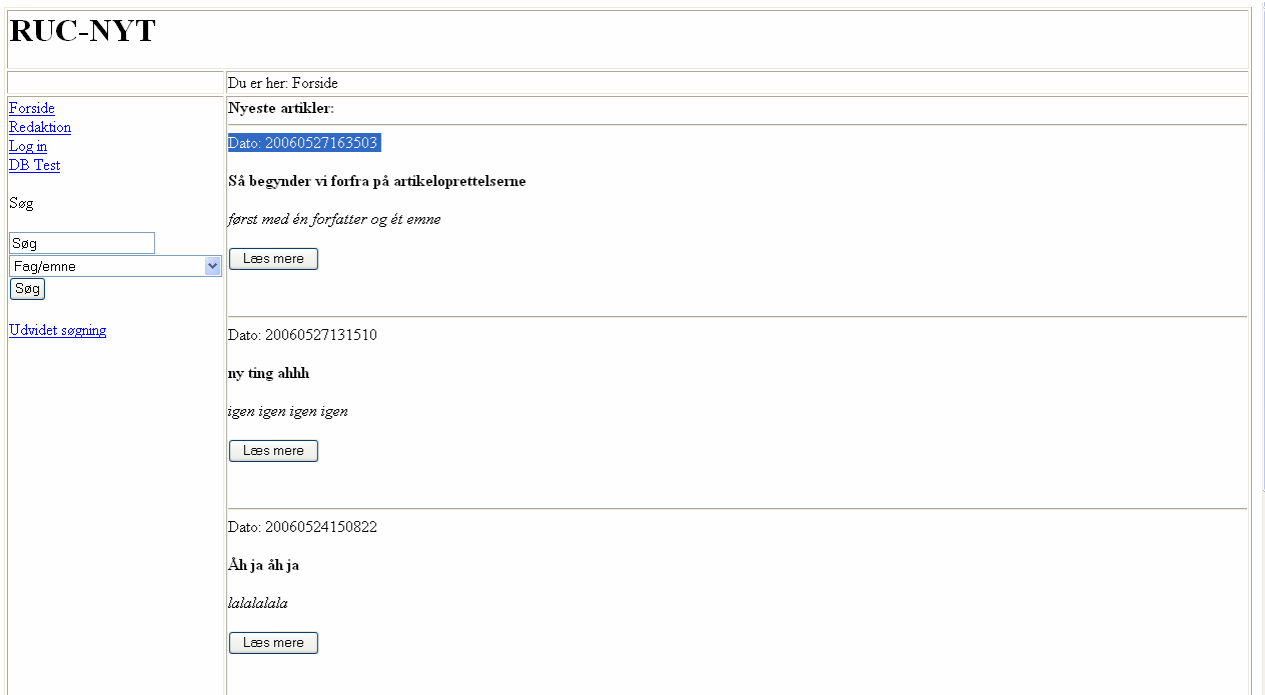 RUC-NYT
Du er her: Forside
Forside
Redaktion
Log in
DB Test
Søg
Søg
Fag/emne
Søg
Udvidet søgning
Nyeste artikler:
Dato: 20060527163503
Så begynder vi forfra på artikeloprettelserne
først med én forfatter og ét emne
Læs mere
Dato: 20060527131510
ny ting ahhh
igen igen igen igen
Læs mere
Dato: 20060524150822
Åh ja åh ja
lalalalala
Læs mere